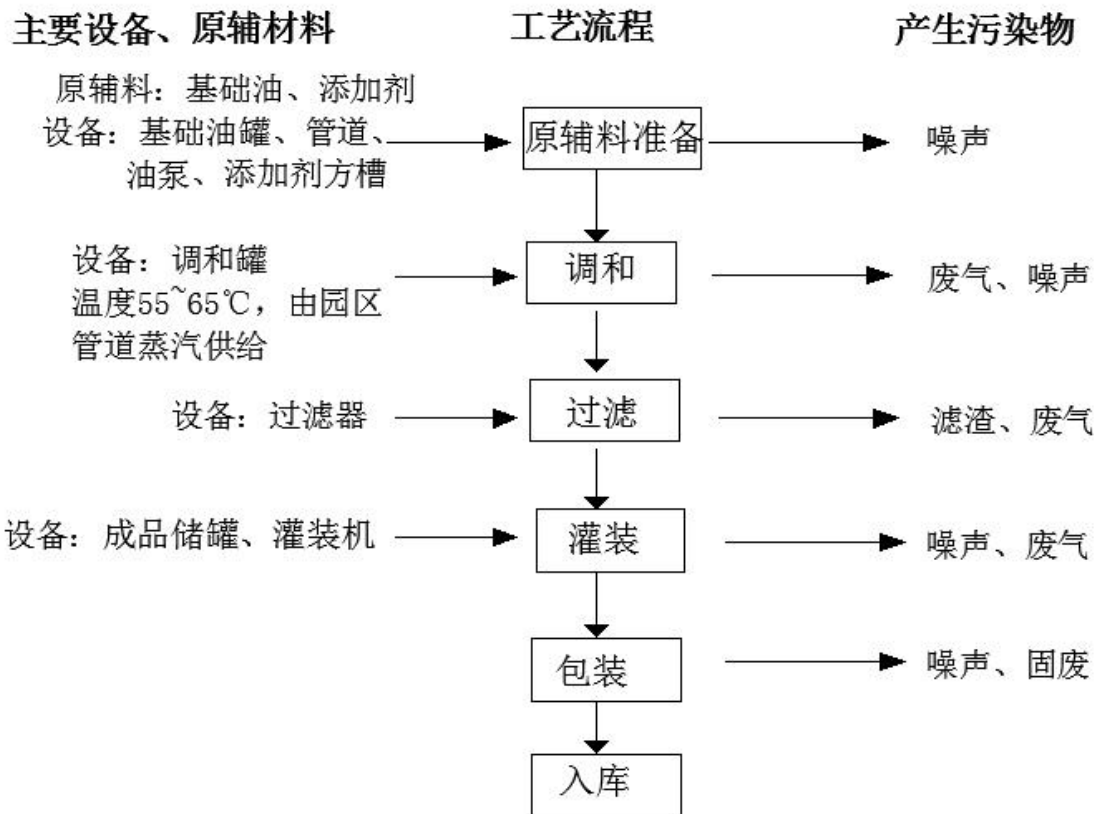 主要设备、原辅材料
工艺流程
产生污染物
原辅料：基础油、添加剂
设备：基础油罐、管道、
油泵、添加剂方槽
原辅料准备
噪声
设备：调和罐
温度55~65℃，由园区
管道蒸汽供给
调和
废气、噪声
设备：过滤器
过滤
滤渣、废气
设备：成品储罐、灌装机
灌装
噪声、废气
包装
噪声、固废
入库